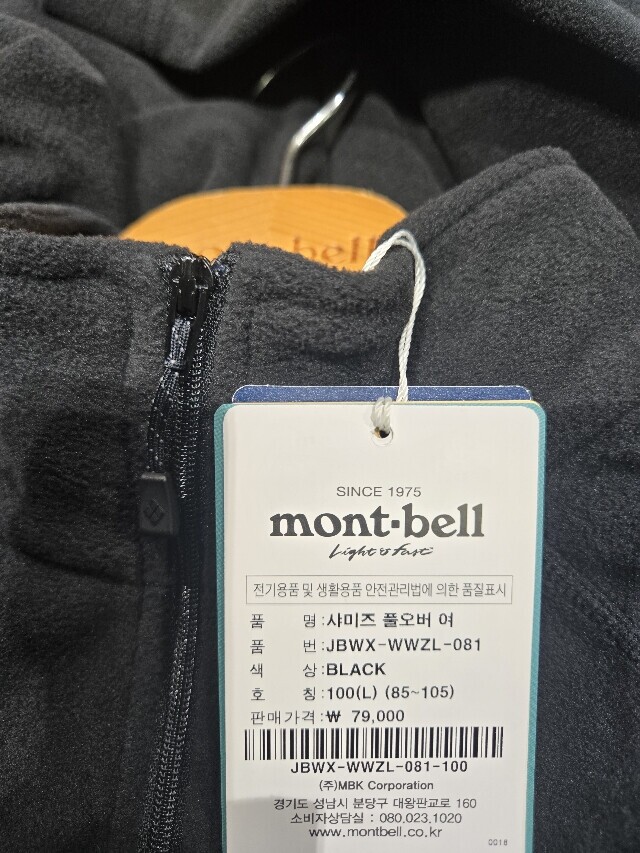 mont-bell
SINCE 1975
mont-bell
Light & Fast
전기용품 및 생활용품 안전관리법에 의한 품질표시
품 명 : 샤미즈 풀오버 여
품 번 : JBWX-WWZL-081
색 상 : BLACK
호 칭 : 100(L) (85~105)
판매가격 : ₩ 79,000
JBWX-WWZL-081-100
(주)MBK Corporation
경기도 성남시 분당구 대왕판교로 160
소비자상담실 : 080.023.1020
www.montbell.co.kr
0018